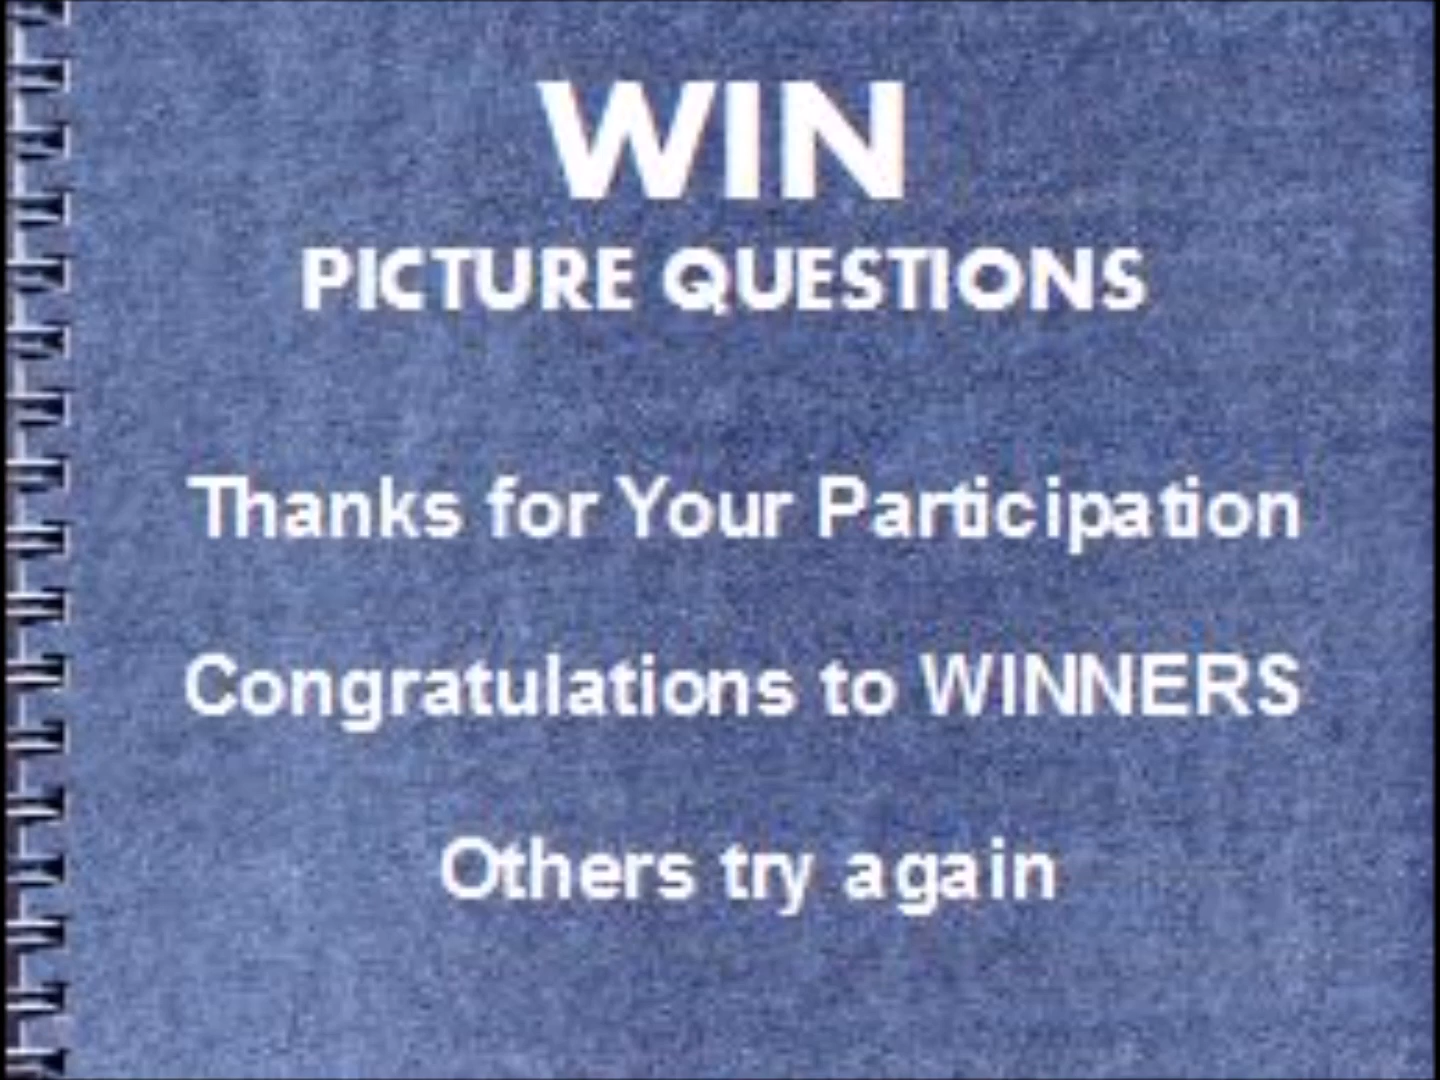 WIN
PICTURE QUESTIONS
Thanks for Your Participation
Congratulations to WINNERS
Others try again